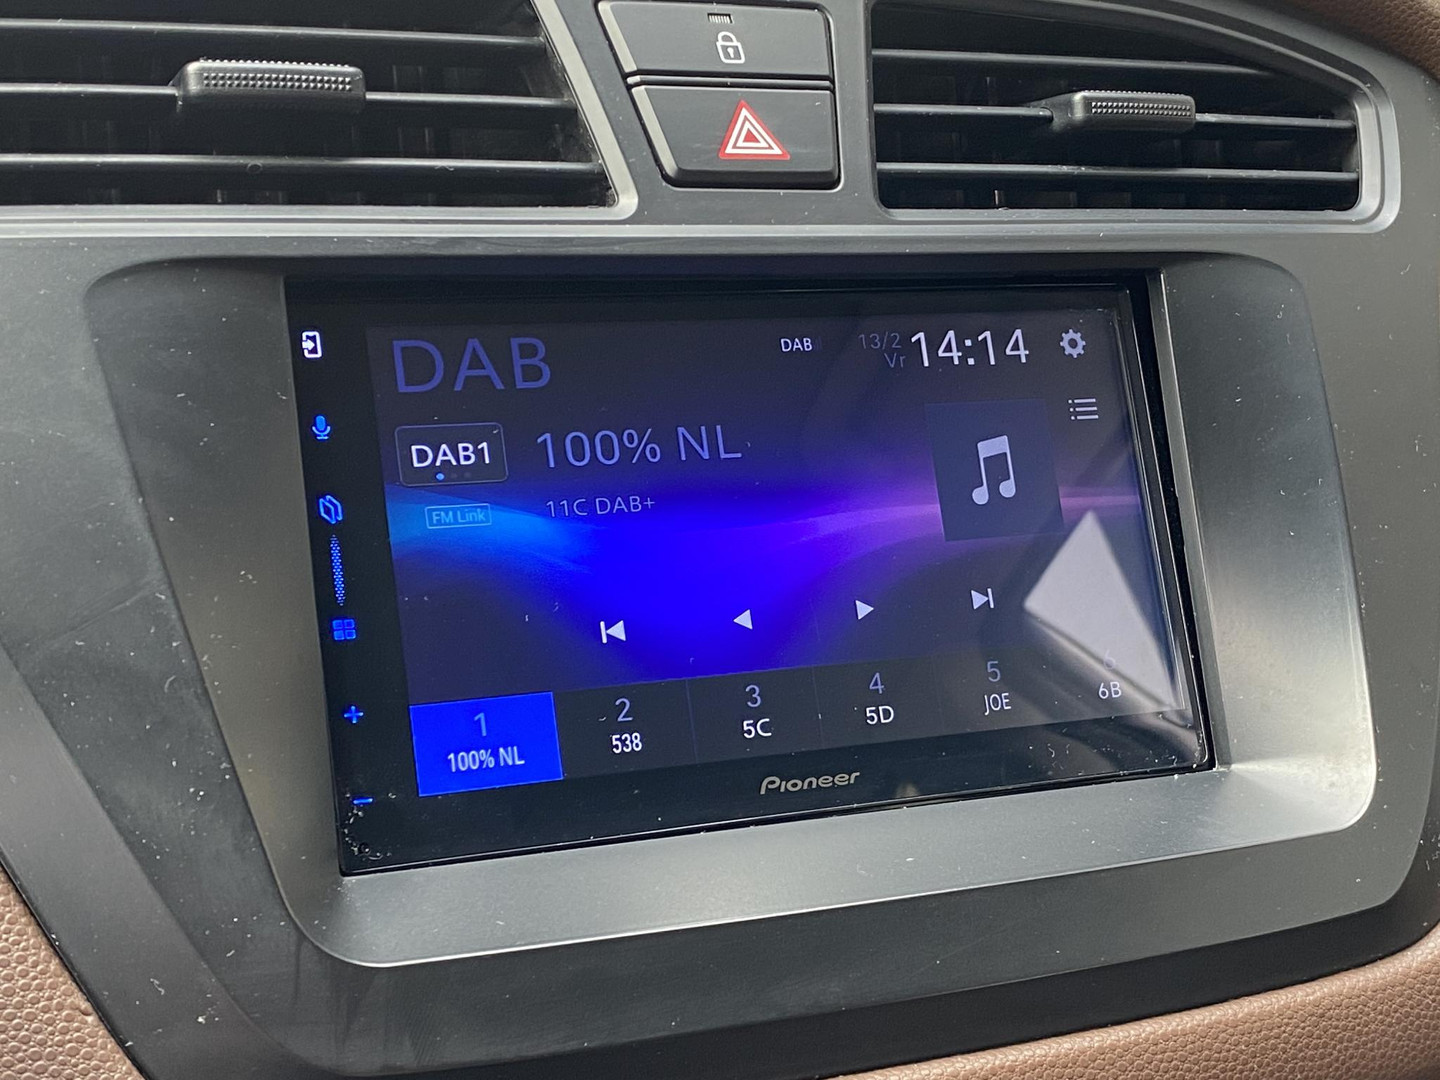 DAB
DAB
13/2
Vr
14:14
DAB1
100% NL
FM Link
11C DAB+
1
100% NL
2
538
3
5C
4
5D
5
JOE
6
6B
Pioneer